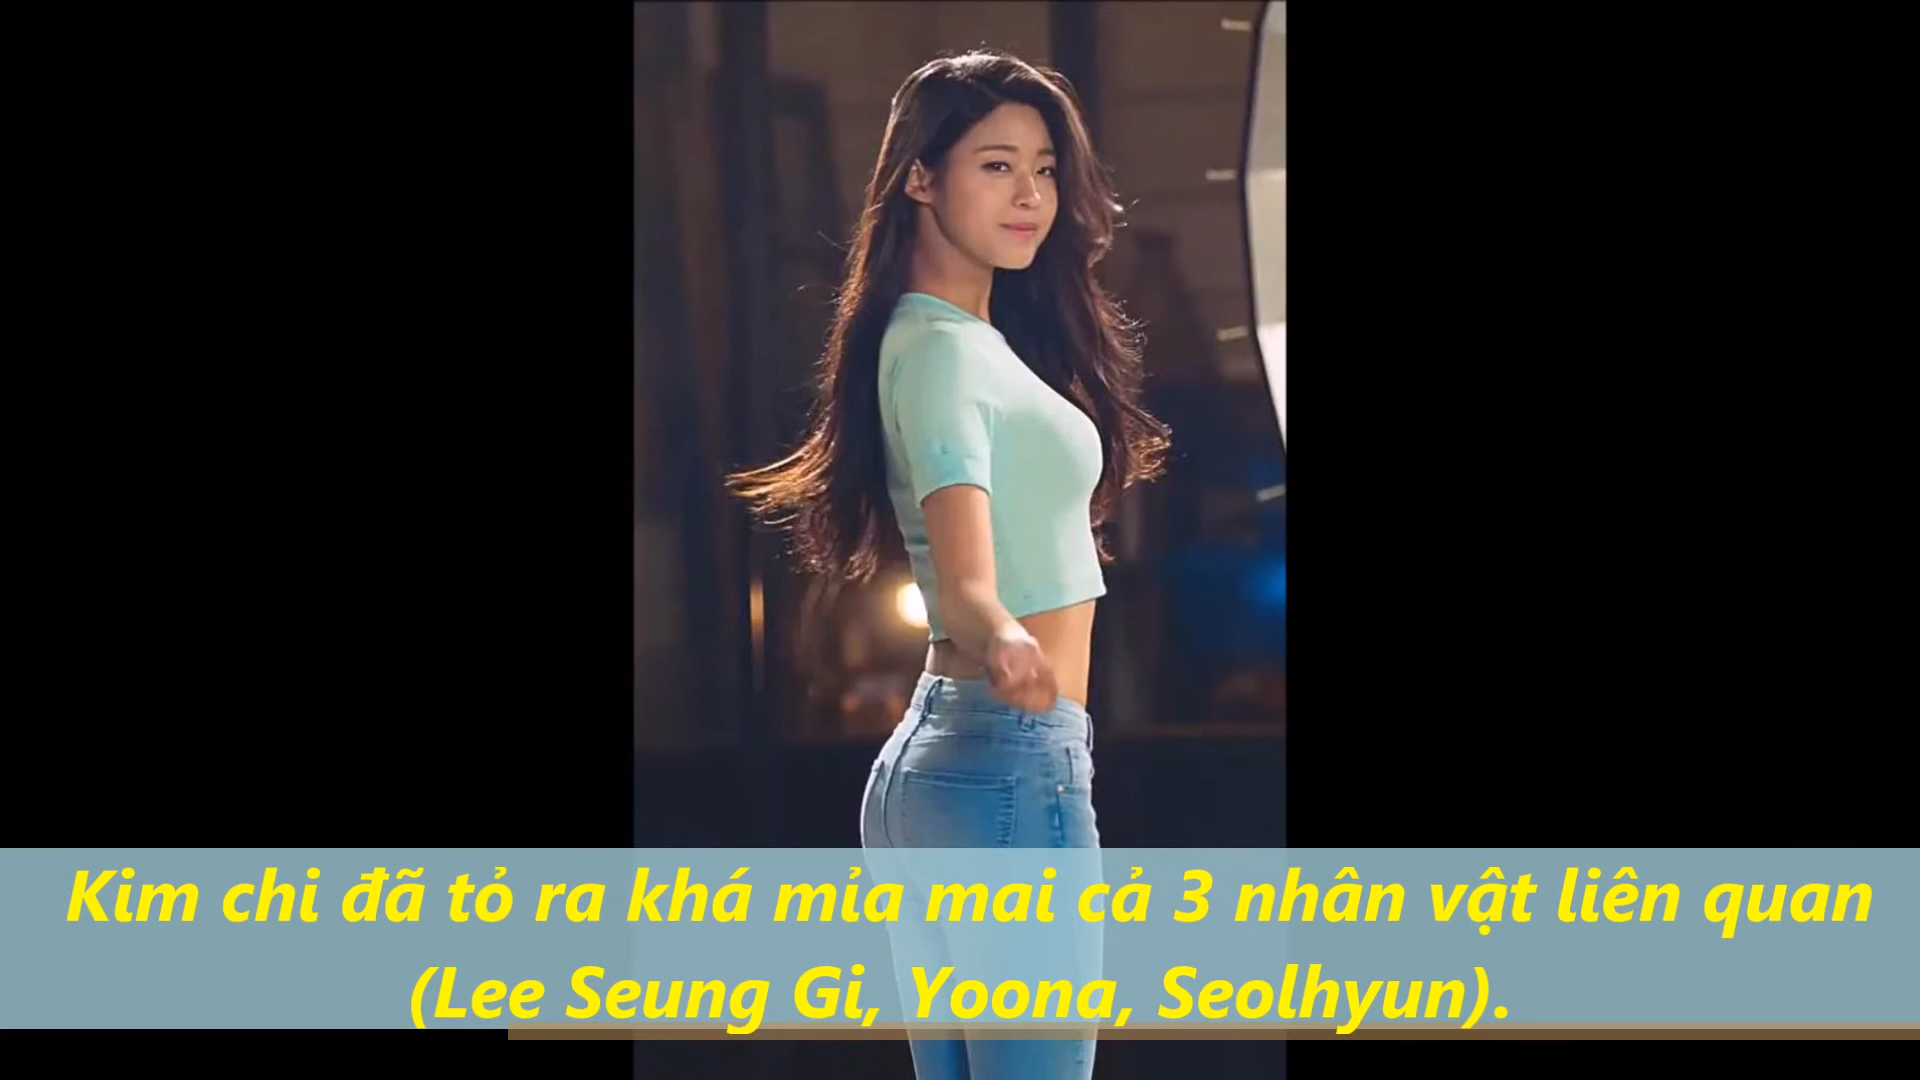 Kim chi đã tỏ ra khá mỉa mai cả 3 nhân vật liên quan
(Lee Seung Gi, Yoona, Seolhyun).